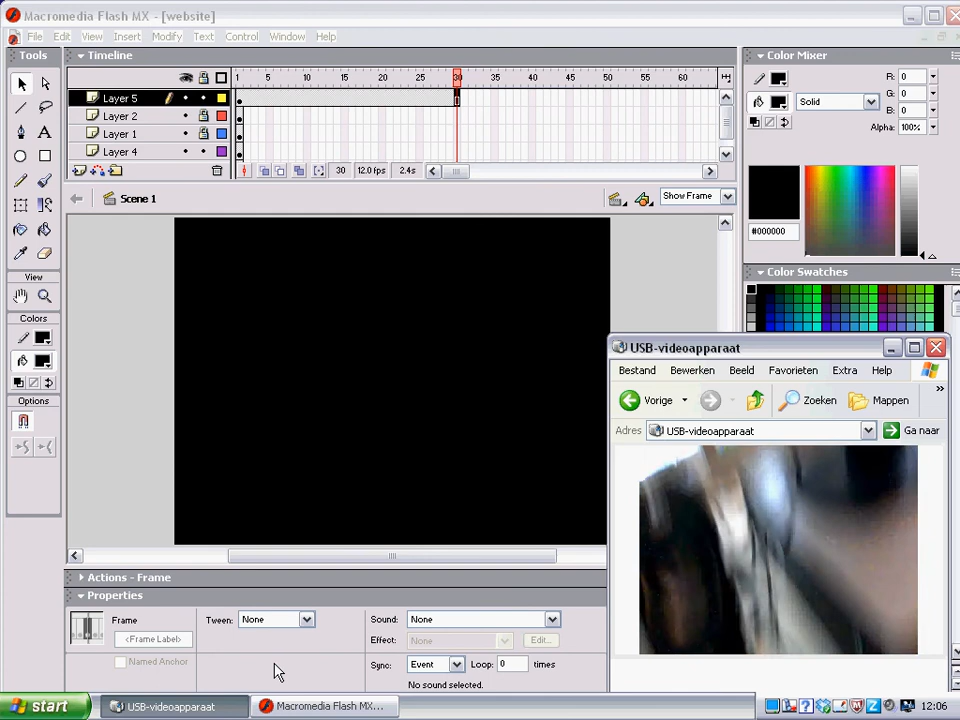 Macromedia Flash MX - [website]
File Edit View Insert Modify Text Control Window Help
Tools
Timeline
1 5 10 15 20 25 30 35 40 45 50 55 60
Layer 5
Layer 2
Layer 1
Layer 4
30 12.0 fps 2.4s
Scene 1
Show Frame
View
Colors
Options
Color Mixer
R: 0
Solid
G: 0
B: 0
Alpha: 100%
#000000
Color Swatches
USB-videoapparaat
Bestand Bewerken Beeld Favorieten Extra Help
Vorige Zoeken Mappen
Adres USB-videoapparaat Ga naar
Actions - Frame
Properties
Frame
<Frame Label>
Named Anchor
Tween: None
Sound: None
Effect: None Edit...
Sync: Event Loop: 0 times
No sound selected.
start USB-videoapparaat Macromedia Flash MX... 12:06